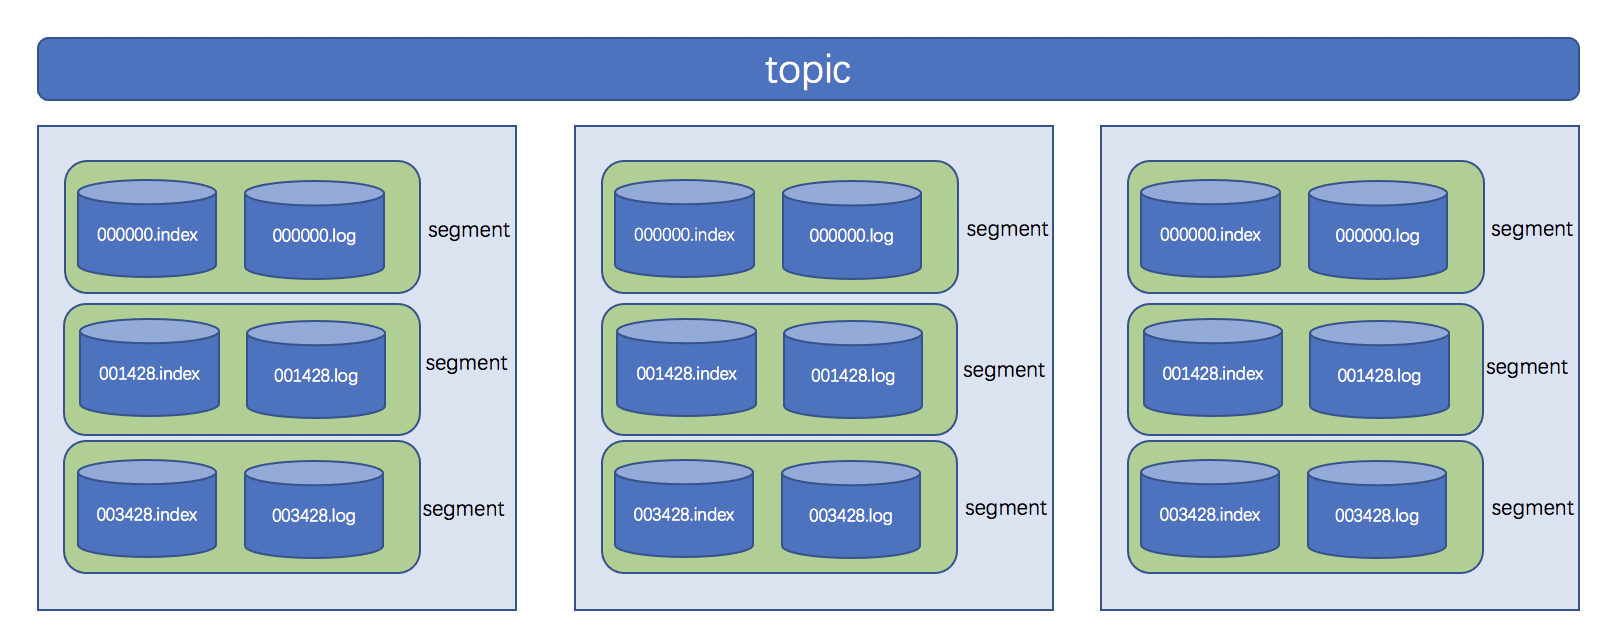 topic
000000.index
000000.log
segment
001428.index
001428.log
segment
003428.index
003428.log
segment
000000.index
000000.log
segment
001428.index
001428.log
segment
003428.index
003428.log
segment
000000.index
000000.log
segment
001428.index
001428.log
segment
003428.index
003428.log
segment